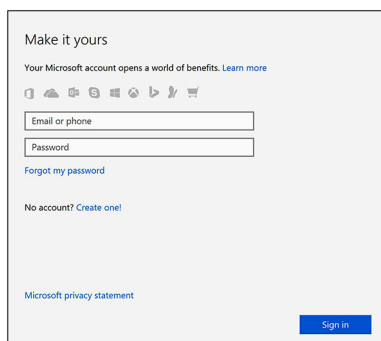 Make it yours
Your Microsoft account opens a world of benefits. Learn more
Email or phone
Password
Forgot my password
No account? Create one!
Microsoft privacy statement
Sign in